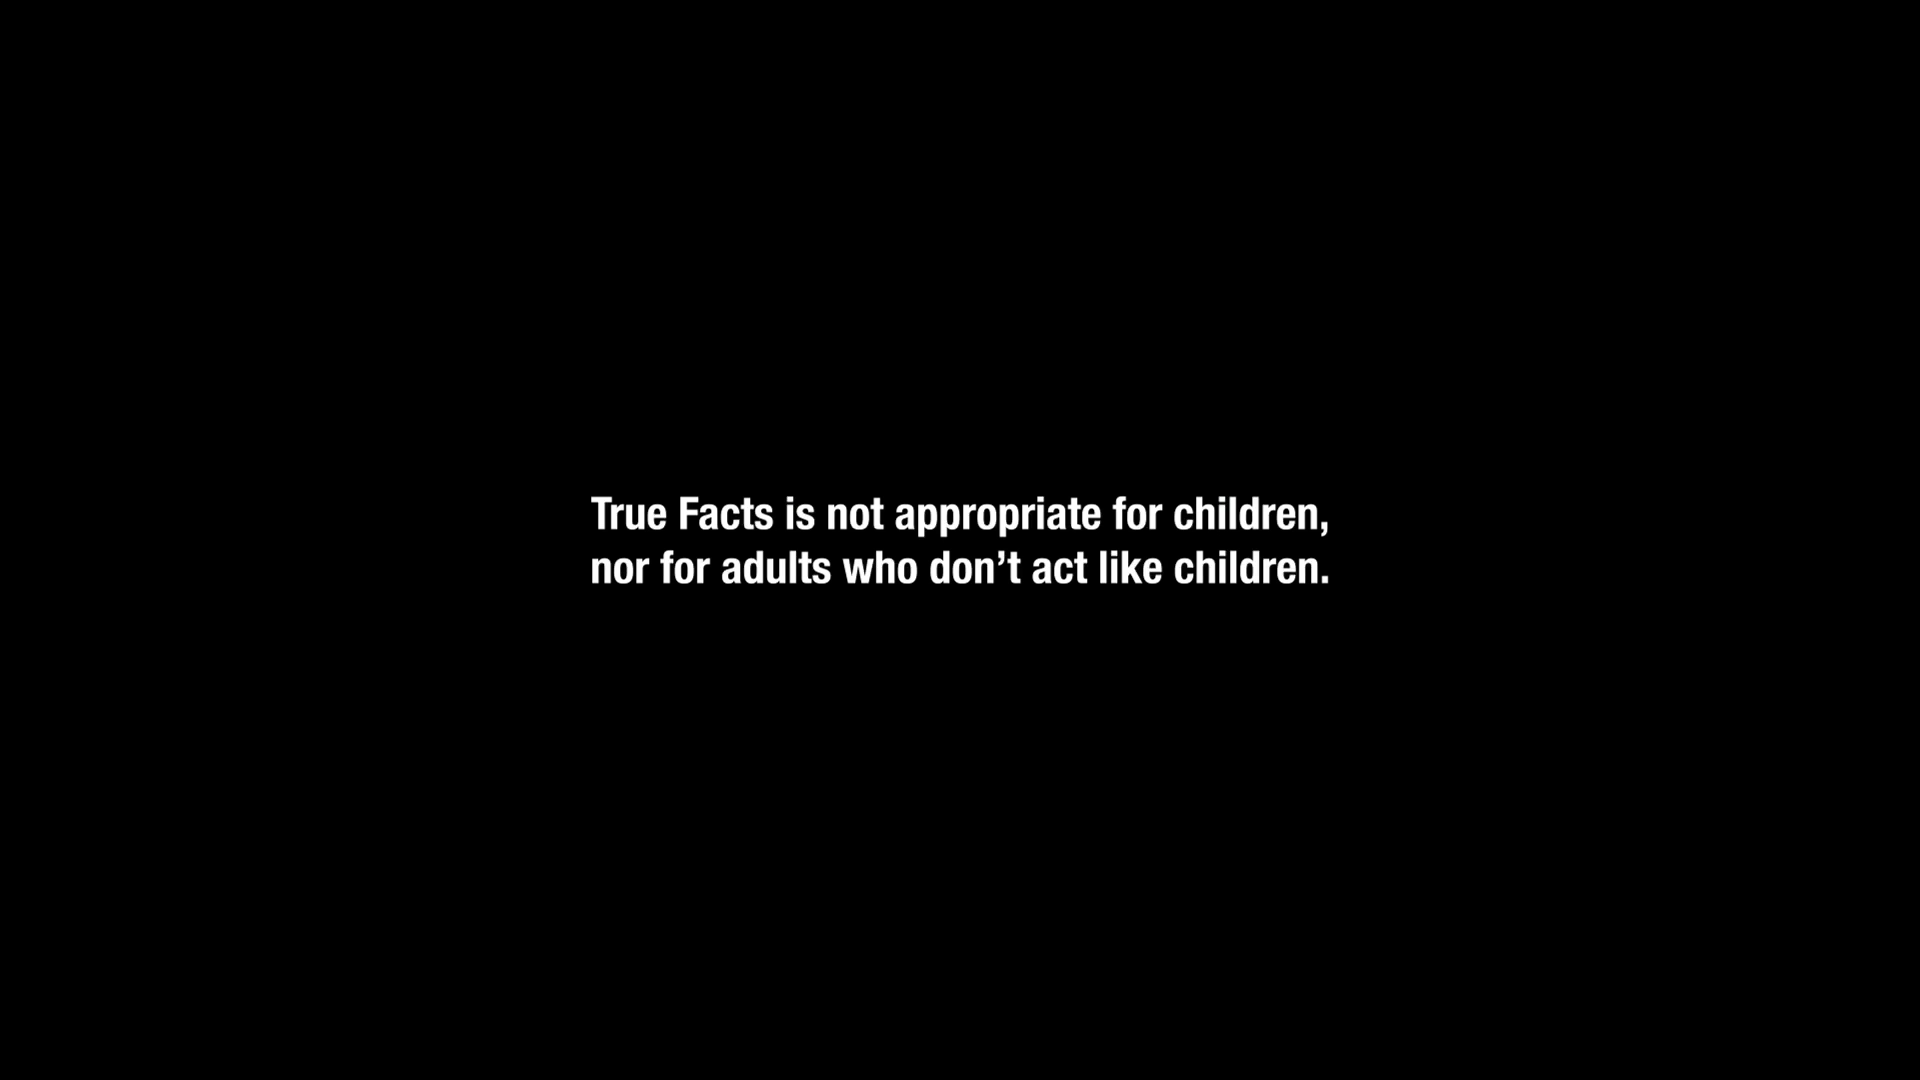 True Facts is not appropriate for children,
nor for adults who don’t act like children.